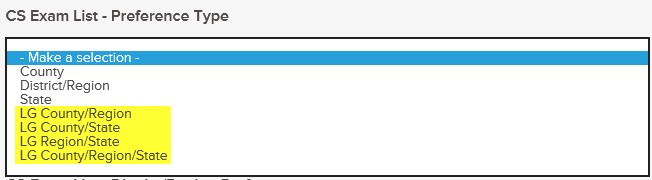 CS Exam List - Preference Type
- Make a selection -
County
District/Region
State
LG County/Region
LG County/State
LG Region/State
LG County/Region/State